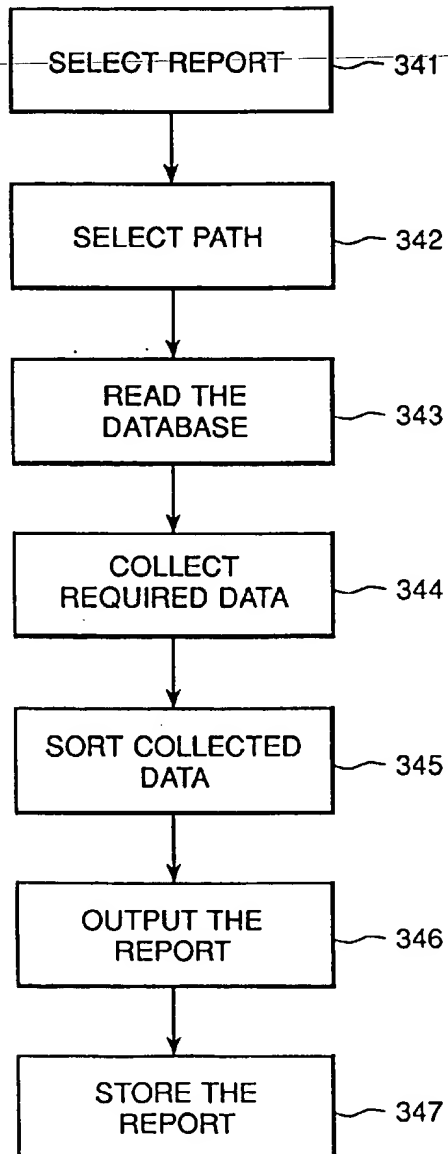 SELECT REPORT 341
SELECT PATH 342
READ THE
DATABASE 343
COLLECT
REQUIRED DATA 344
SORT COLLECTED
DATA 345
OUTPUT THE
REPORT 346
STORE THE
REPORT 347